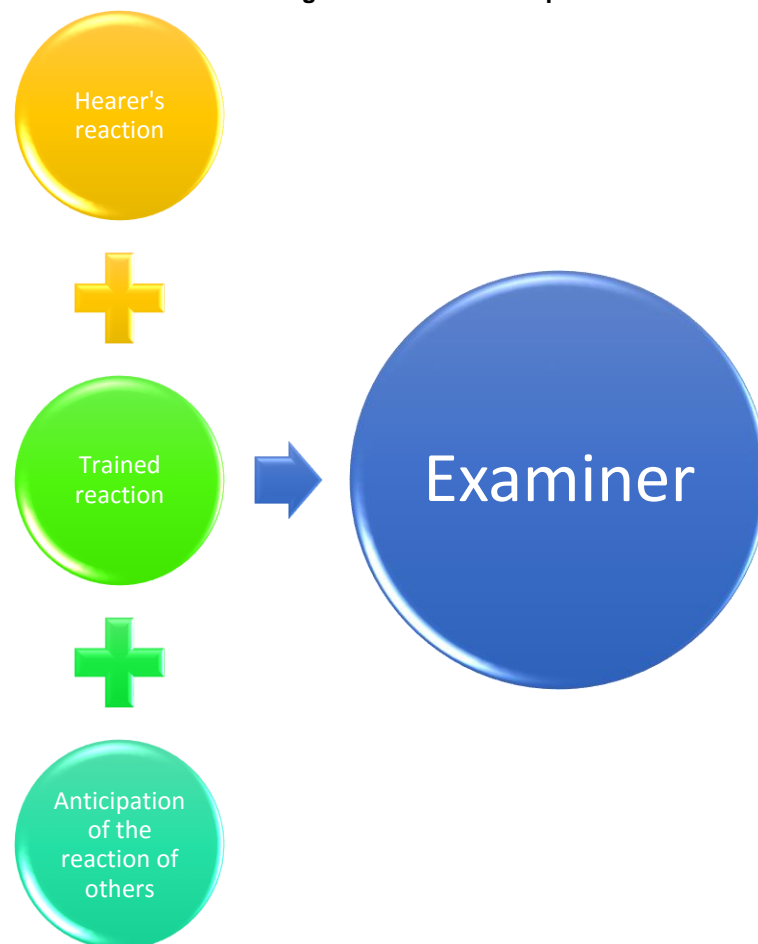 Hearer's
reaction
Trained
reaction
Examiner
Anticipation
of the
reaction of
others